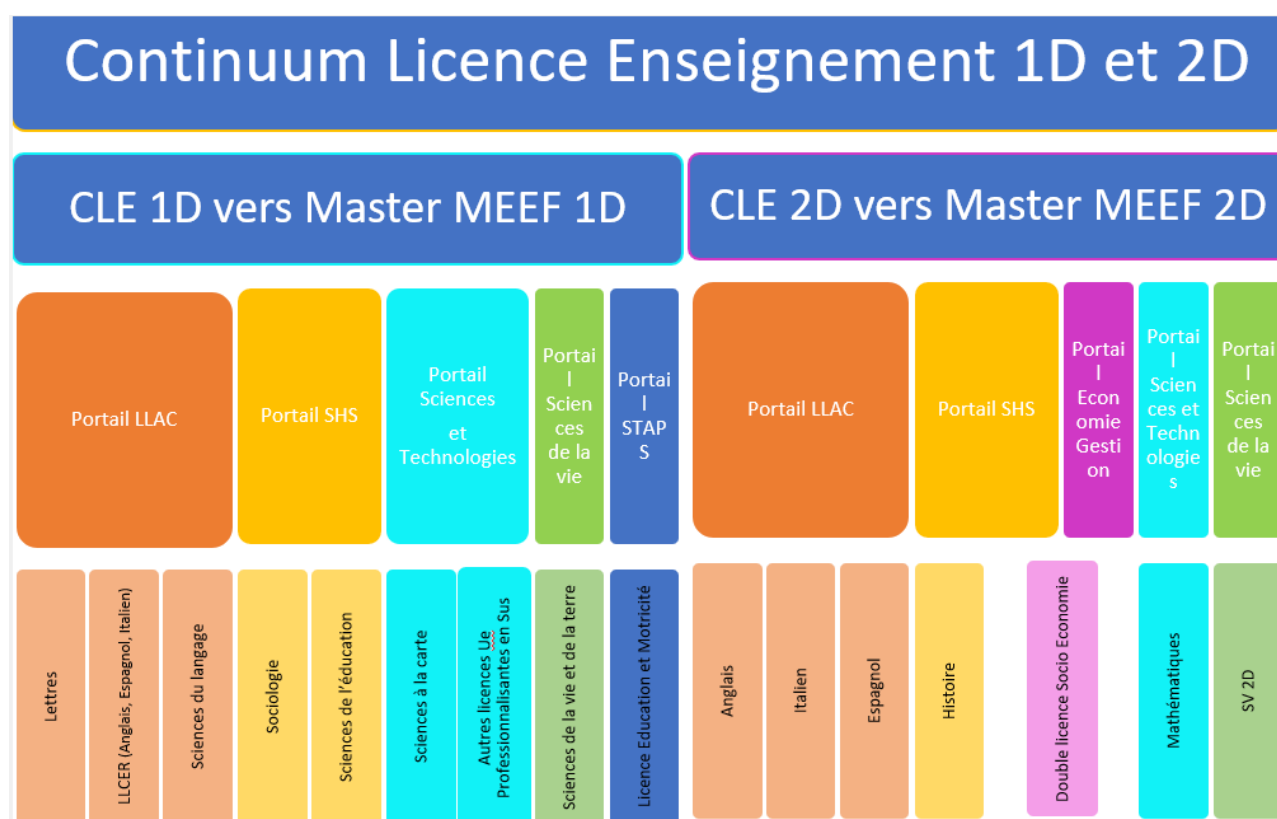 Continuum Licence Enseignement 1D et 2D
CLE 1D vers Master MEEF 1D
CLE 2D vers Master MEEF 2D
Portail LLAC
Portail SHS
Portail
Sciences
et
Technologies
Portai
l
Scien
ces
de la
vie
Portai
l
STAP
S
Portail LLAC
Portail SHS
Portai
l
Econ
omie
Gesti
on
Portai
l
Scien
ces et
Techn
ologie
s
Portai
l
Scien
ces
de la
vie
Lettres
LLCER (Anglais, Espagnol, Italien)
Sciences du langage
Sociologie
Sciences de l'éducation
Sciences à la carte
Autres licences Ue
Professionnalisantes en Sus
Sciences de la vie et de la terre
Licence Education et Motricité
Anglais
Italien
Espagnol
Histoire
Double licence Socio Economie
Mathématiques
SV 2D